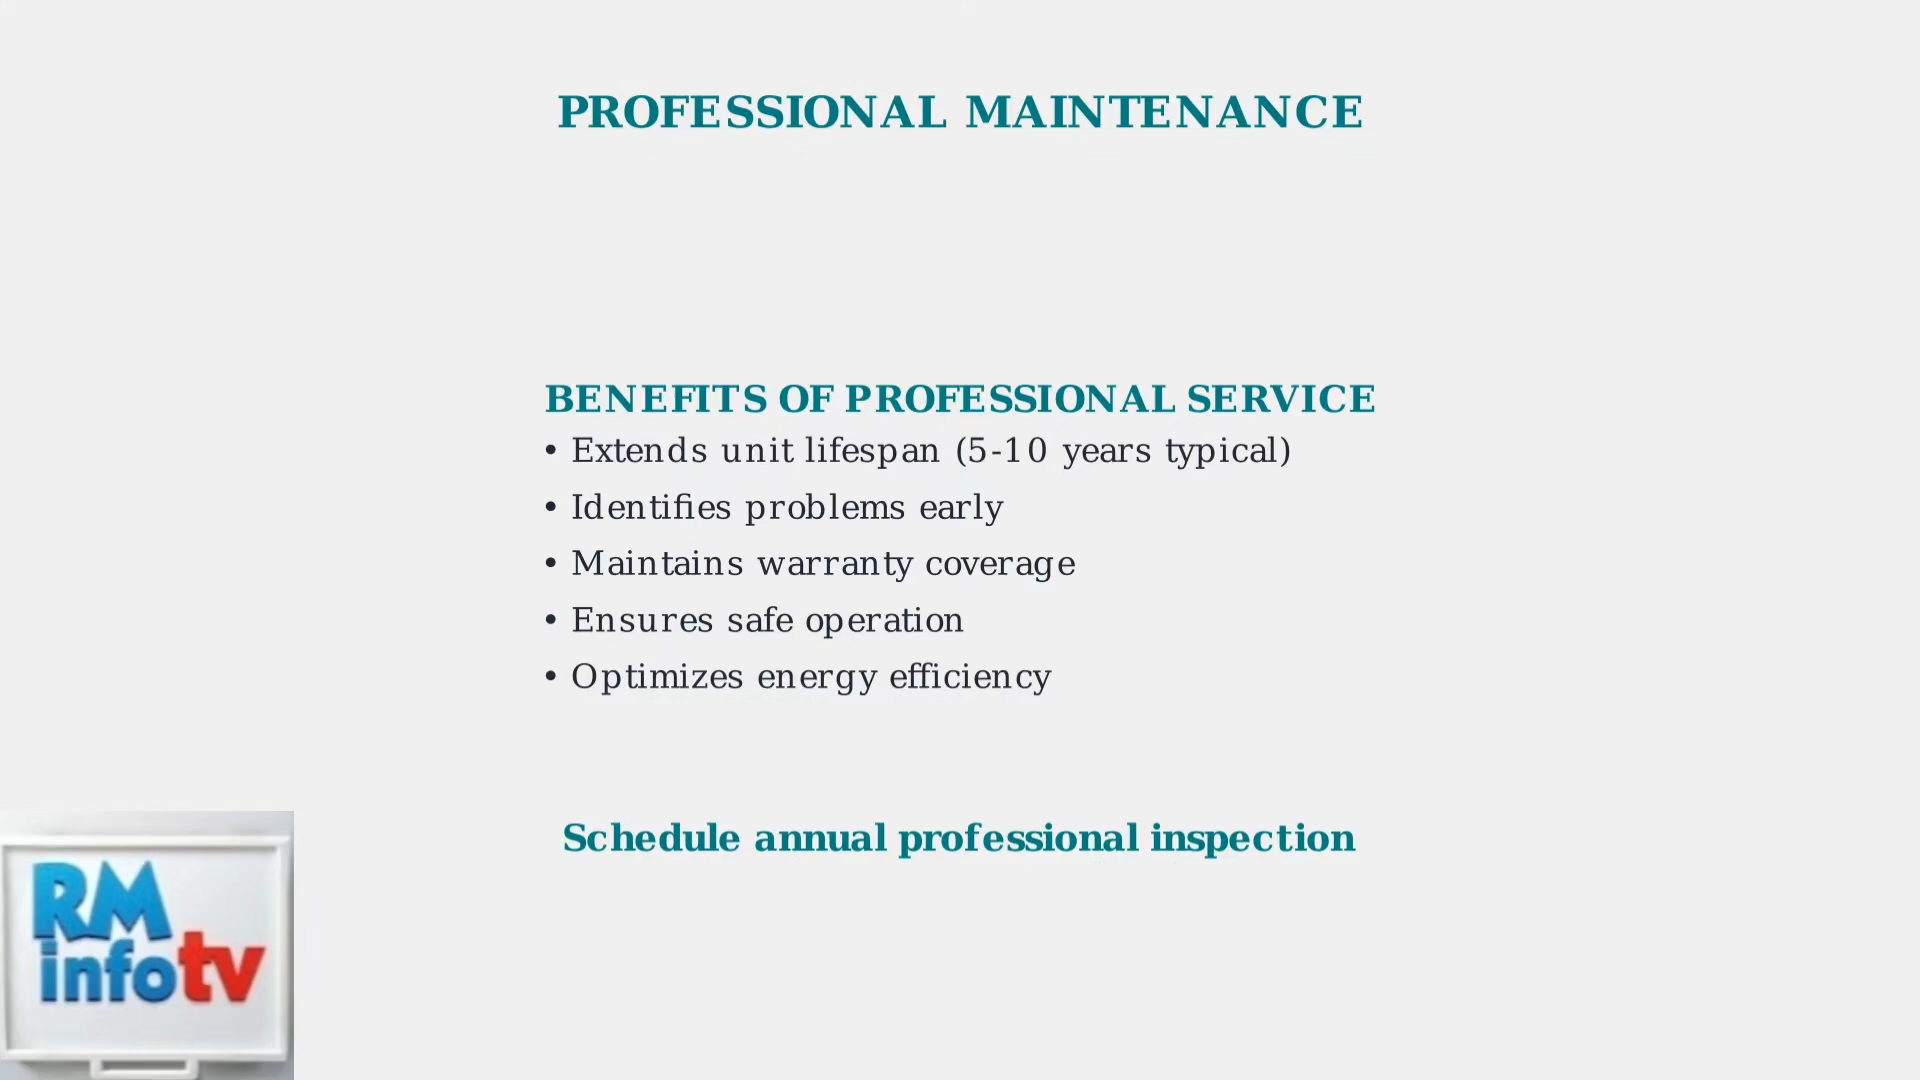 PROFESSIONAL MAINTENANCE
BENEFITS OF PROFESSIONAL SERVICE
• Extends unit lifespan (5-10 years typical)
• Identifies problems early
• Maintains warranty coverage
• Ensures safe operation
• Optimizes energy efficiency
Schedule annual professional inspection
RM
infotv